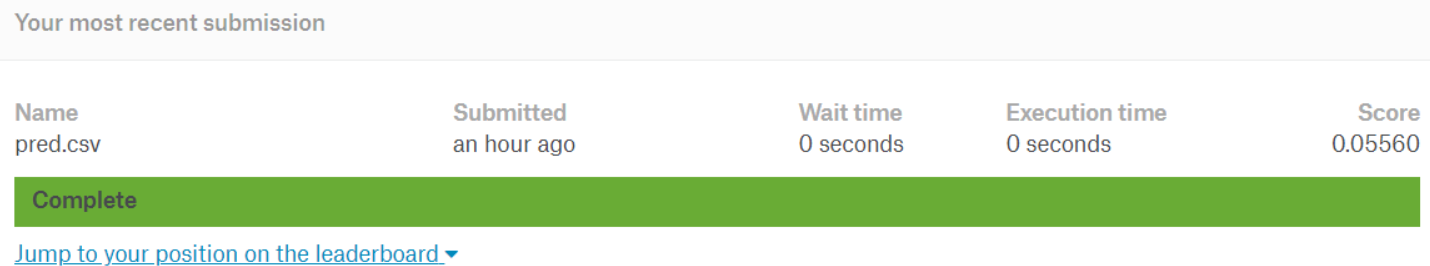 Your most recent submission
Name Submitted Wait time Execution time Score
pred.csv an hour ago 0 seconds 0 seconds 0.05560
Complete
Jump to your position on the leaderboard